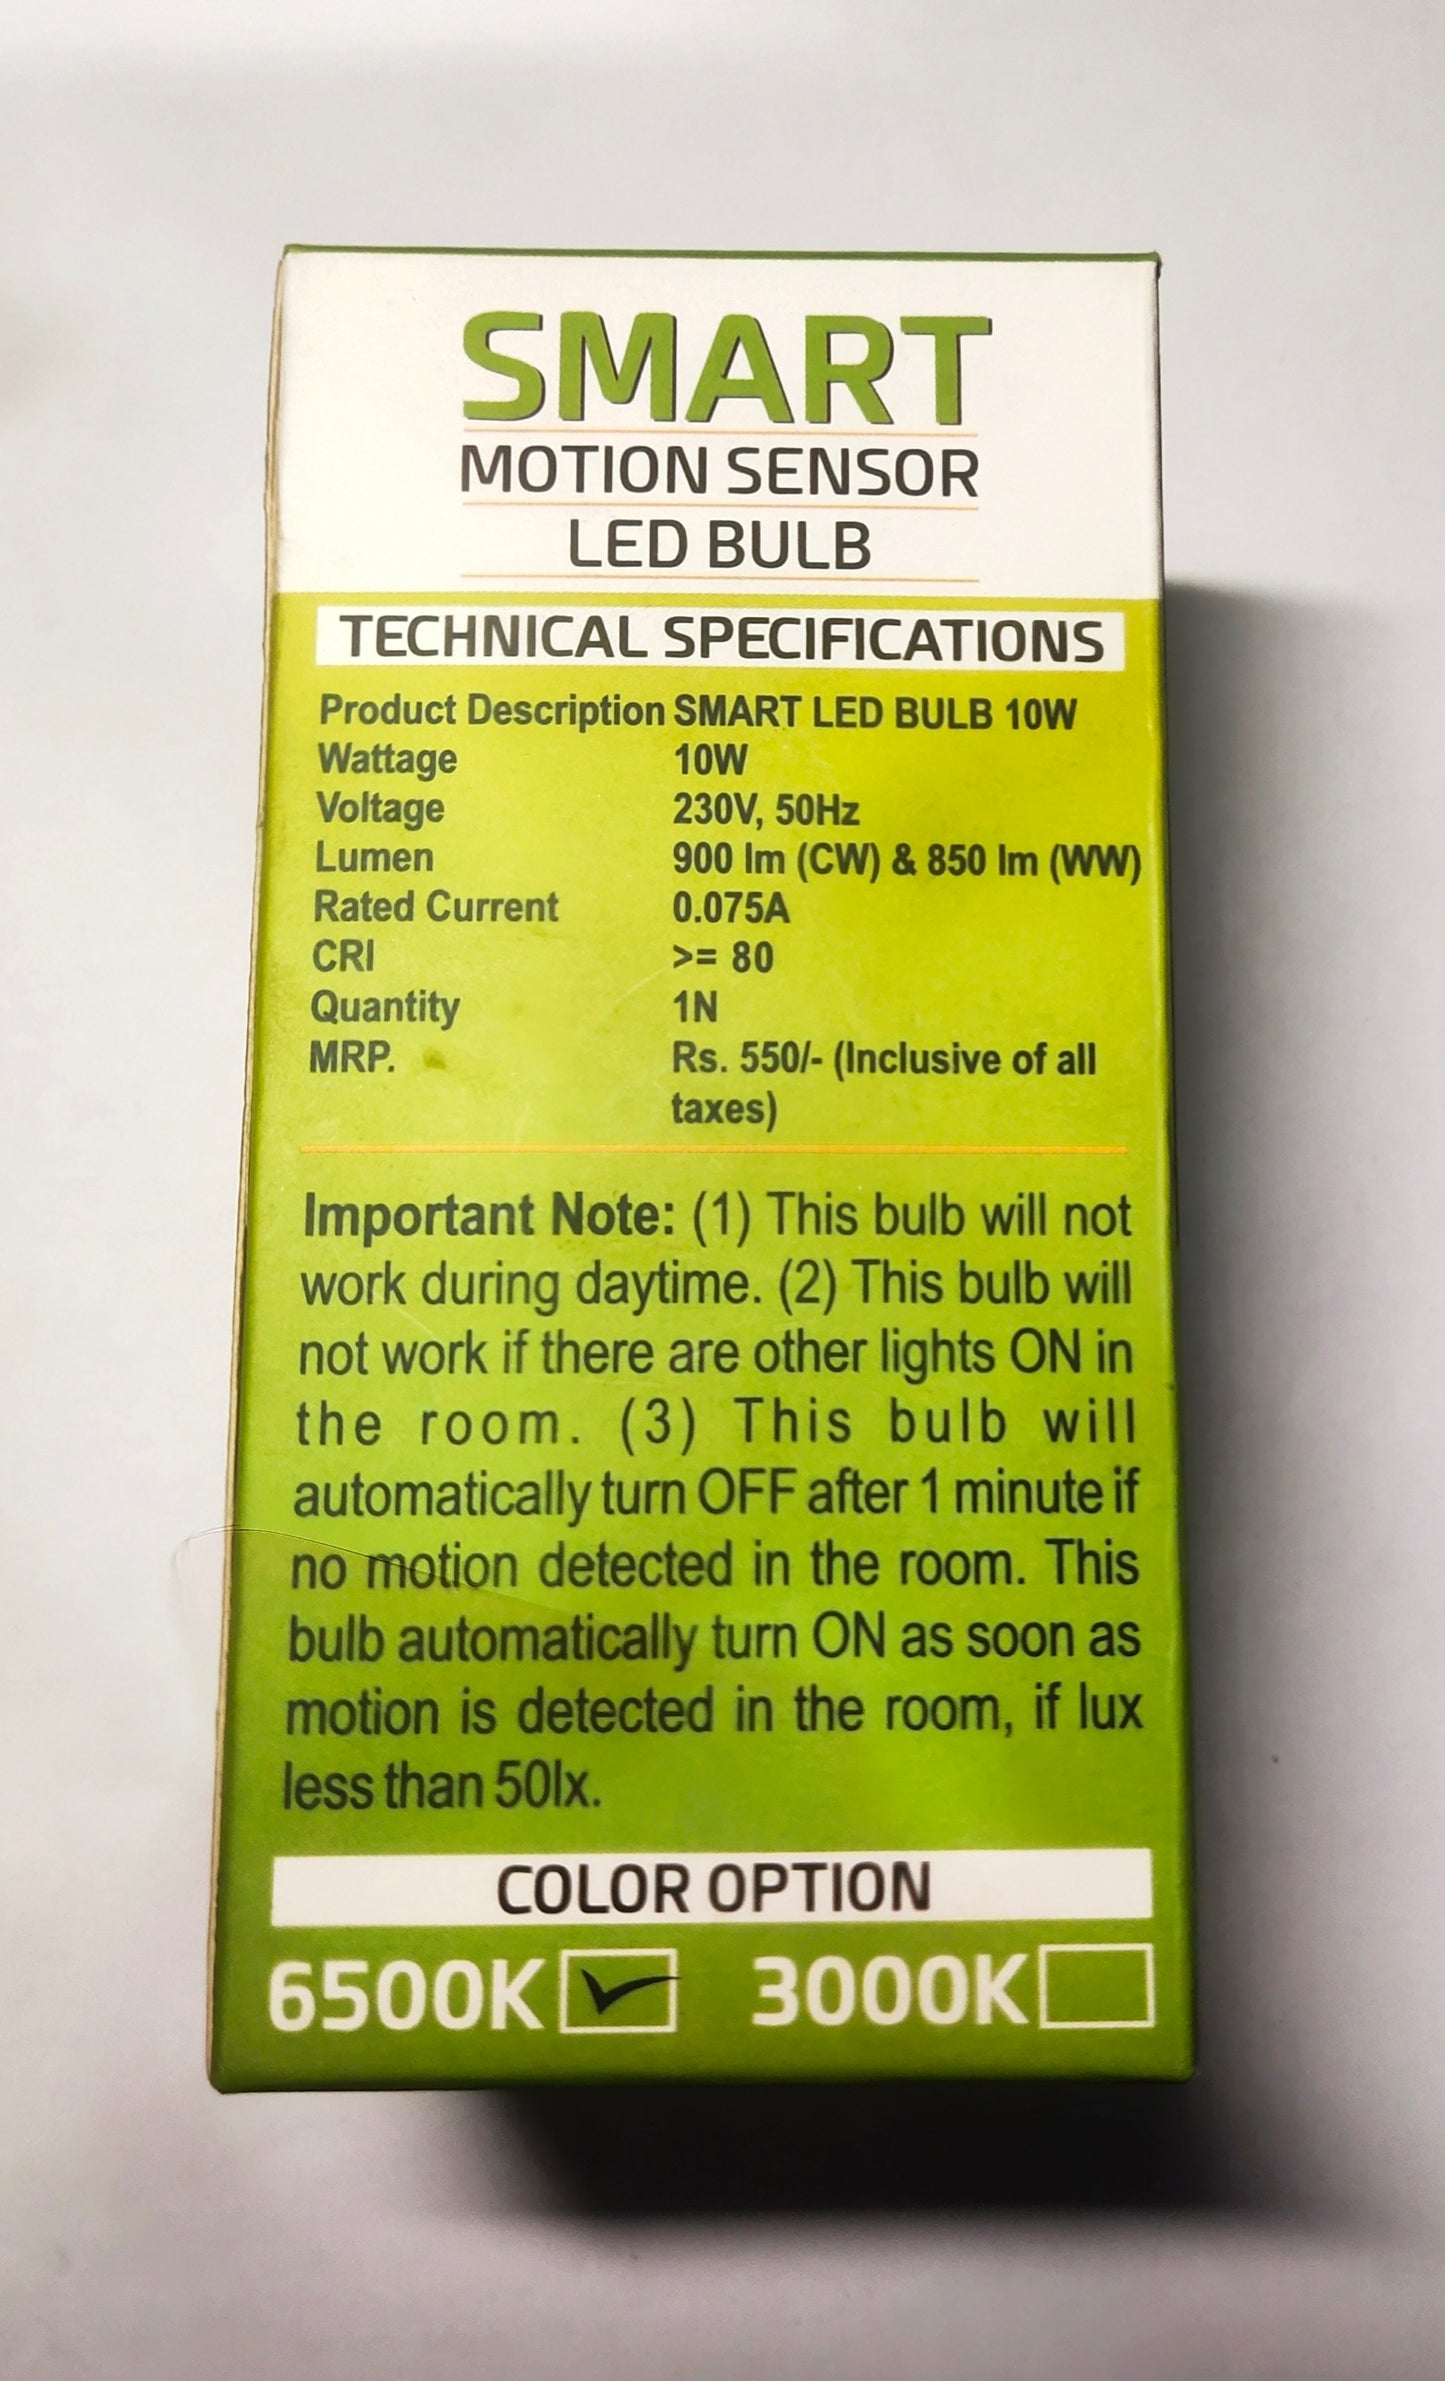 SMART
MOTION SENSOR
LED BULB
TECHNICAL SPECIFICATIONS
Product Description SMART LED BULB 10W
Wattage 10W
Voltage 230V, 50Hz
Lumen 900 lm (CW) & 850 lm (WW)
Rated Current 0.075A
CRI >= 80
Quantity 1N
MRP. Rs. 550/- (Inclusive of all
taxes)
Important Note: (1) This bulb will not
work during daytime. (2) This bulb will
not work if there are other lights ON in
the room. (3) This bulb will
automatically turn OFF after 1 minute if
no motion detected in the room. This
bulb automatically turn ON as soon as
motion is detected in the room, if lux
less than 50lx.
COLOR OPTION
6500K 3000K